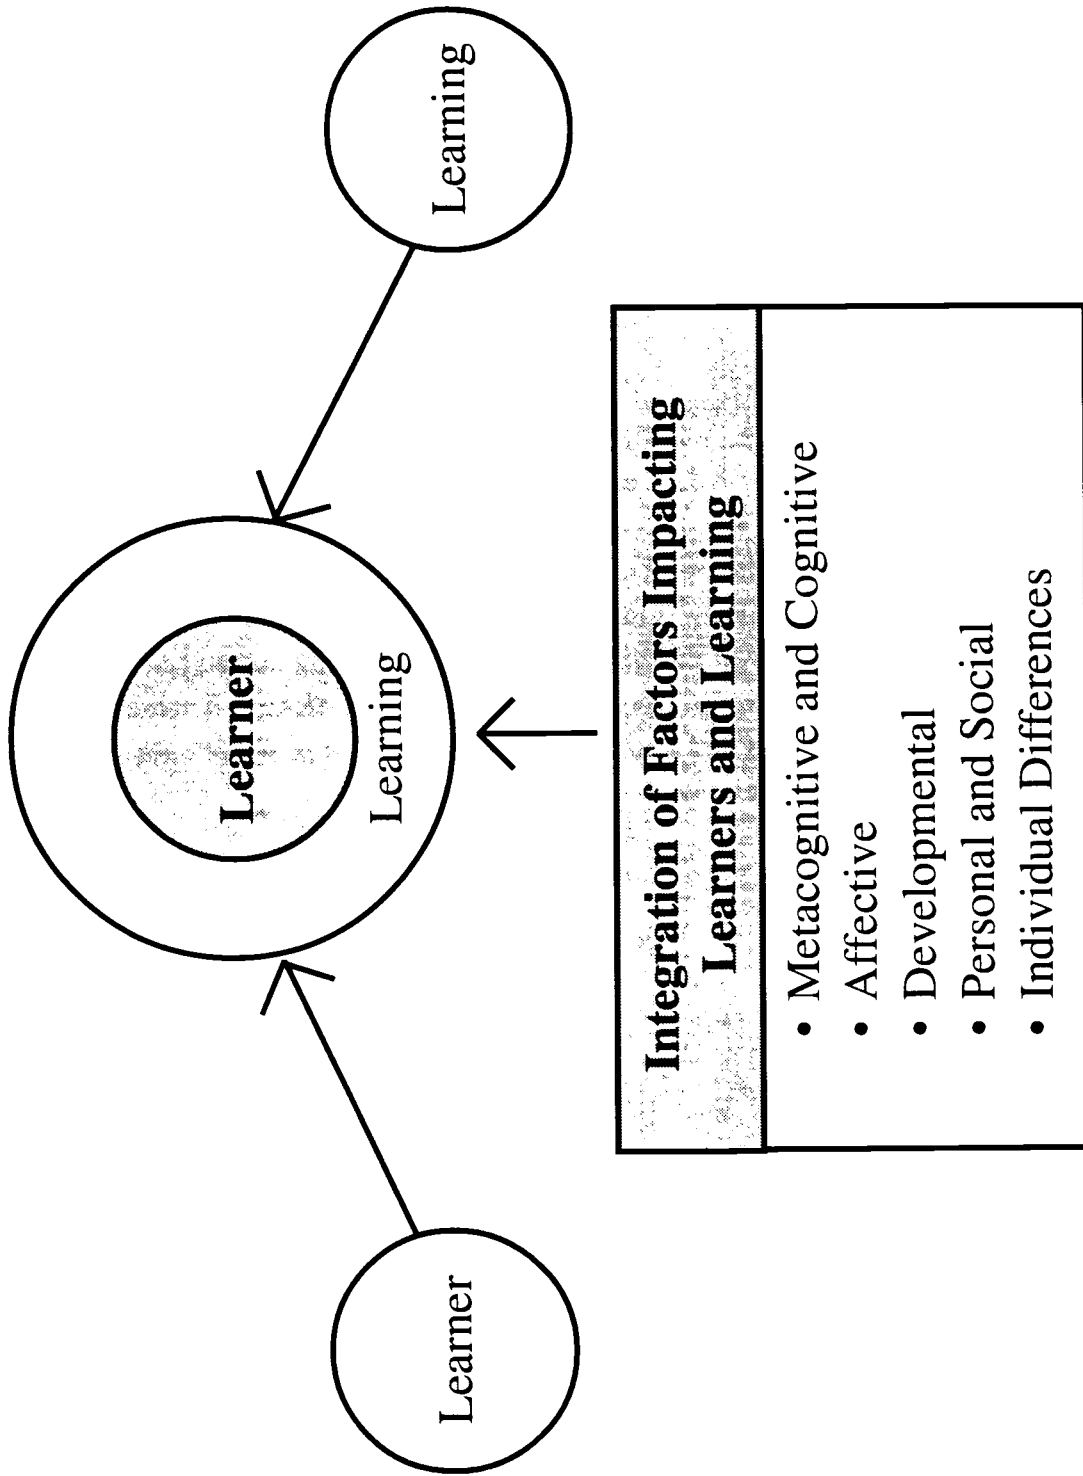 Learner
Learning
Learner
Learning
Integration of Factors Impacting
Learners and Learning
• Metacognitive and Cognitive
• Affective
• Developmental
• Personal and Social
• Individual Differences